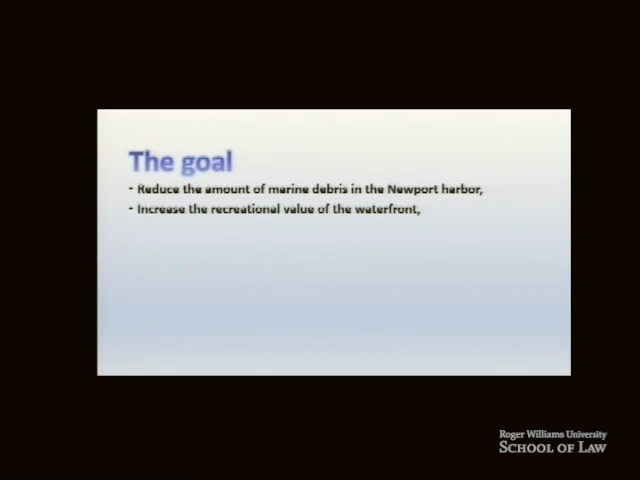 The goal
- Reduce the amount of marine debris in the Newport harbor,
- Increase the recreational value of the waterfront,
Roger Williams University
SCHOOL OF LAW